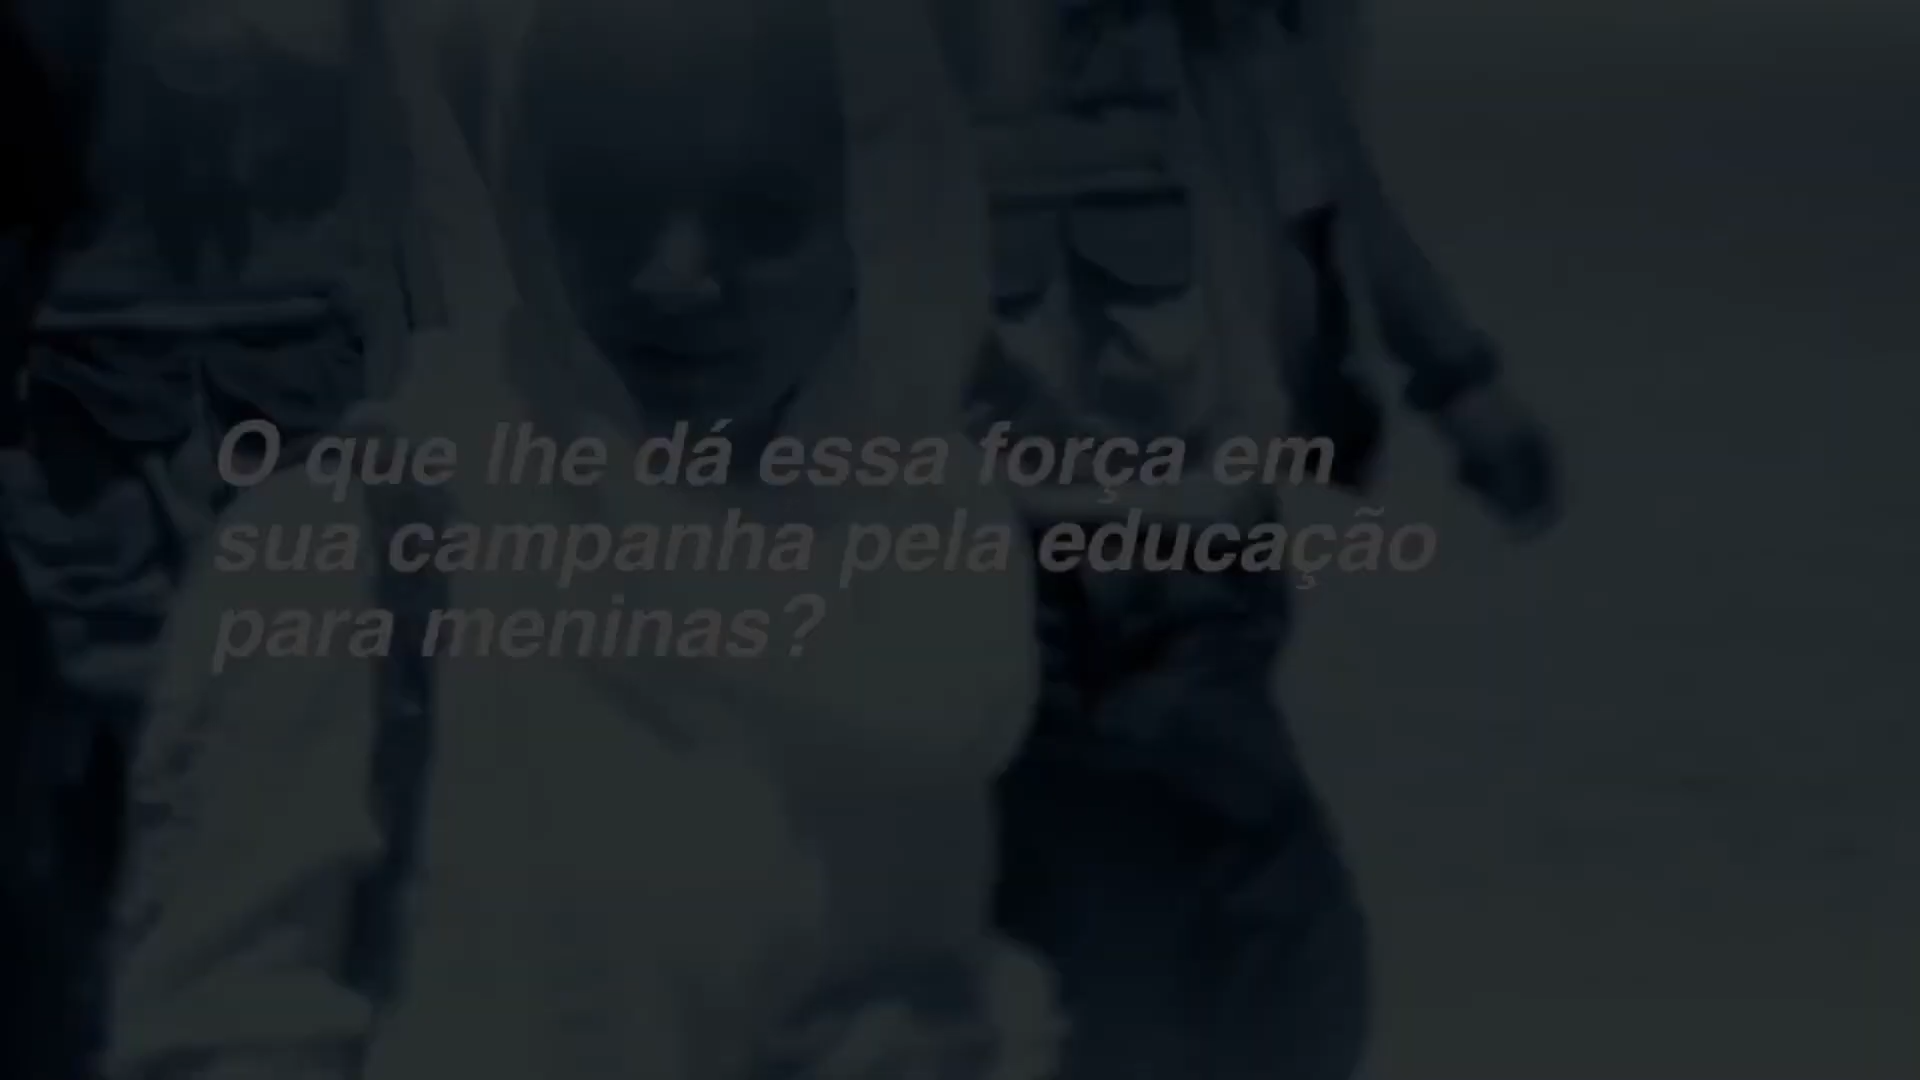 O que lhe dá essa força em
sua campanha pela educação
para meninas?